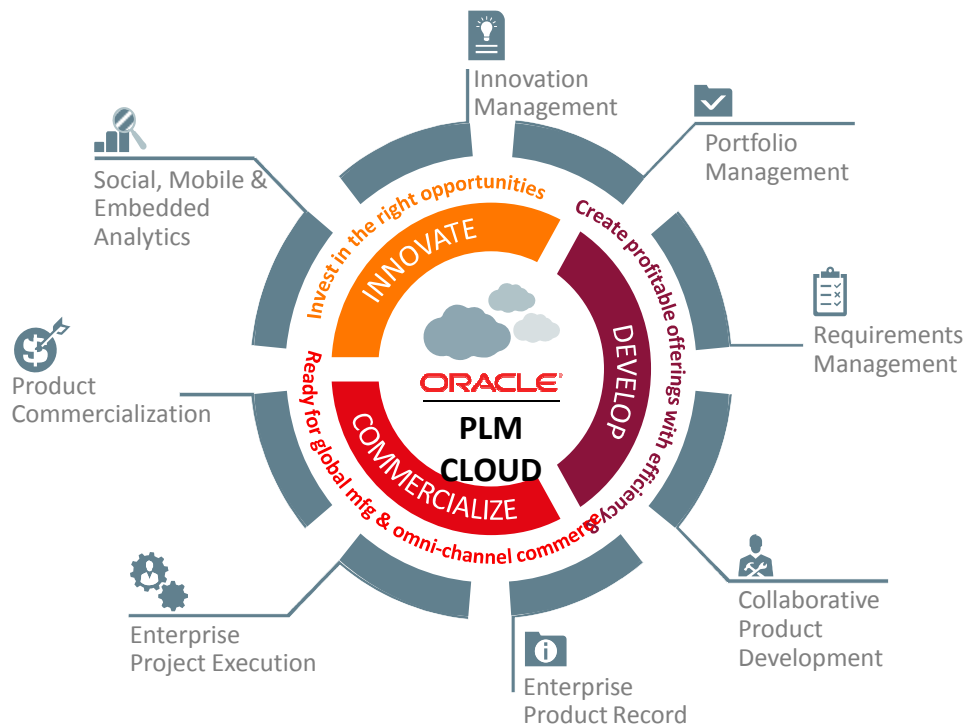 Innovation
Management
Portfolio
Management
Requirements
Management
Collaborative
Product
Development
Enterprise
Product Record
Enterprise
Project Execution
Product
Commercialization
Social, Mobile &
Embedded
Analytics
Invest in the right opportunities
INNOVATE
Create profitable offerings with efficiency &
DEVELOP
Ready for global mfg & omni-channel commerce
COMMERCIALIZE
ORACLE®
PLM
CLOUD